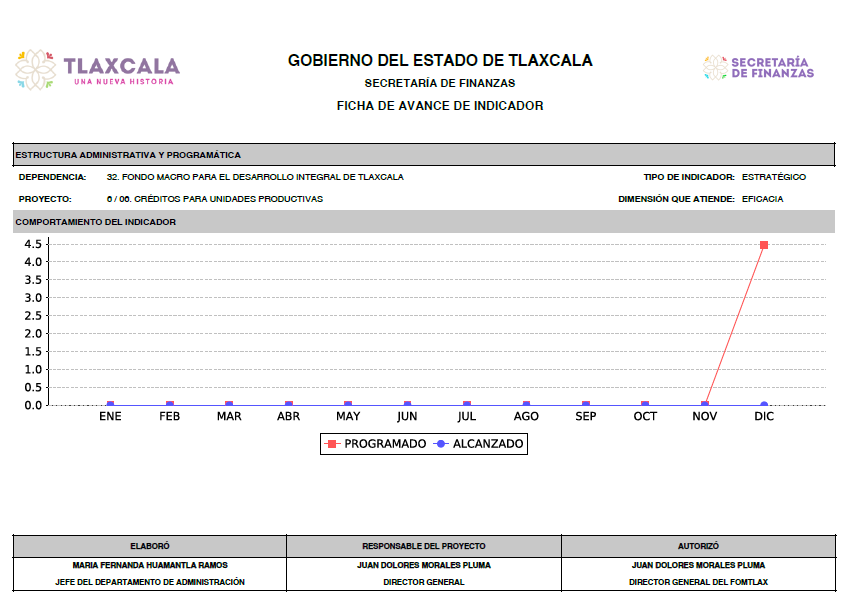 TLAXCALA
UNA NUEVA HISTORIA
GOBIERNO DEL ESTADO DE TLAXCALA
SECRETARÍA DE FINANZAS
FICHA DE AVANCE DE INDICADOR
SECRETARÍA
DE FINANZAS
ESTRUCTURA ADMINISTRATIVA Y PROGRAMÁTICA
DEPENDENCIA: 32. FONDO MACRO PARA EL DESARROLLO INTEGRAL DE TLAXCALA TIPO DE INDICADOR: ESTRATÉGICO
PROYECTO: 6 / 06. CRÉDITOS PARA UNIDADES PRODUCTIVAS DIMENSIÓN QUE ATIENDE: EFICACIA
COMPORTAMIENTO DEL INDICADOR
4.5
4.0
3.5
3.0
2.5
2.0
1.5
1.0
0.5
0.0
ENE FEB MAR ABR MAY JUN JUL AGO SEP OCT NOV DIC
PROGRAMADO ALCANZADO
ELABORÓ RESPONSABLE DEL PROYECTO AUTORIZÓ
MARIA FERNANDA HUAMANTLA RAMOS JUAN DOLORES MORALES PLUMA JUAN DOLORES MORALES PLUMA
JEFE DEL DEPARTAMENTO DE ADMINISTRACIÓN DIRECTOR GENERAL DIRECTOR GENERAL DEL FOMTLAX